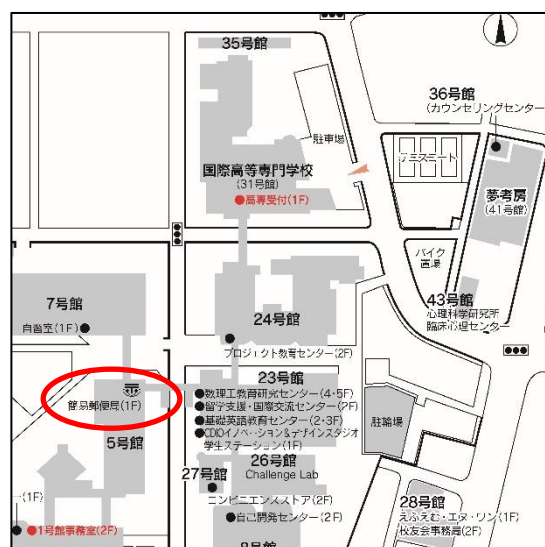 35号館
36号館
(カウンセリングセンター
駐車場
国際高等専門学校
(31号館)
●高専受付(1F)
テニスコート
夢考房
(41号館)
バイク
置場
7号館
自習室(1F)●
24号館
プロジェクト教育センター(2F)
43号館
心理科学研究所
臨床心理センター
簡易郵便局(1F)
5号館
23号館
●数理工教育研究センター(4・5F)
●留学支援・国際交流センター(2F)
●基礎英語教育センター(2・3F)
●CDIOイノベーション&デザインスタジオ
学生ステーション(1F)
駐輪場
26号館
Challenge Lab
27号館
コンビニエンスストア(2F)
●自己開発センター(2F)
28号館
えふえむ・エヌ・ワン(1F)
校友会事務局(2F)
(1F)
●1号館事務室(2F)
8号館